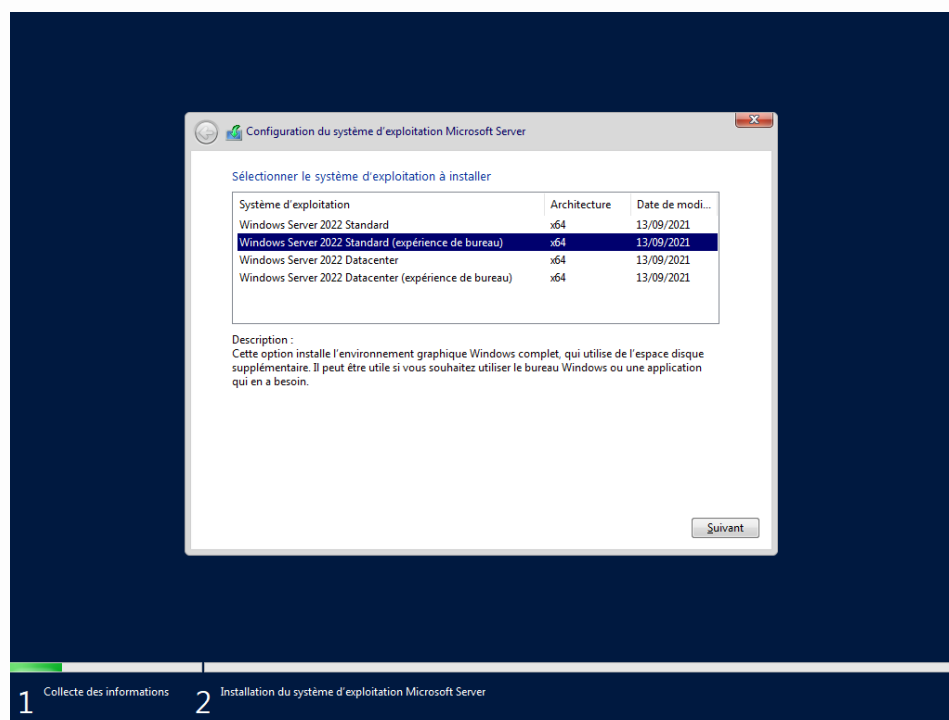 Configuration du système d'exploitation Microsoft Server
Sélectionner le système d'exploitation à installer
Système d'exploitation Architecture Date de modi...
Windows Server 2022 Standard x64 13/09/2021
Windows Server 2022 Standard (expérience de bureau) x64 13/09/2021
Windows Server 2022 Datacenter x64 13/09/2021
Windows Server 2022 Datacenter (expérience de bureau) x64 13/09/2021
Description :
Cette option installe l'environnement graphique Windows complet, qui utilise de l'espace disque
supplémentaire. Il peut être utile si vous souhaitez utiliser le bureau Windows ou une application
qui en a besoin.
Suivant
1 Collecte des informations 2 Installation du système d'exploitation Microsoft Server